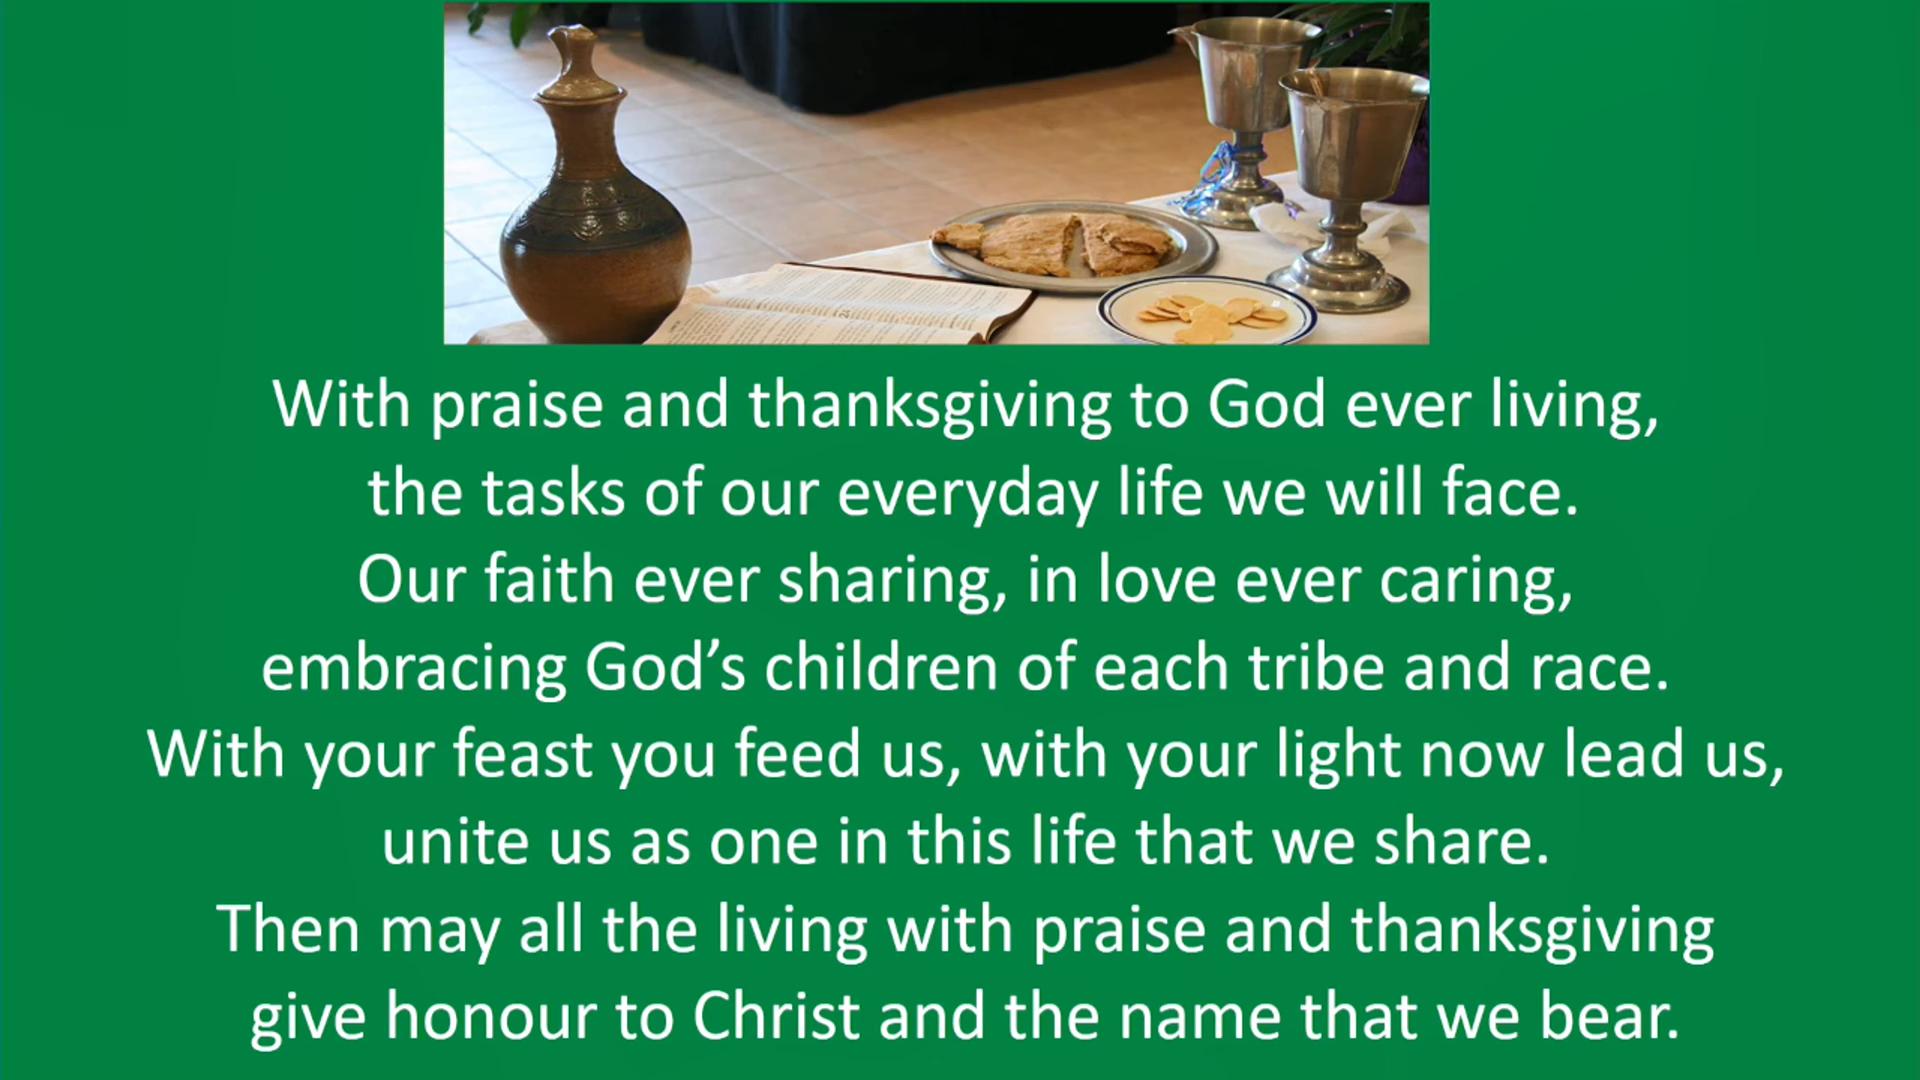 With praise and thanksgiving to God ever living,
the tasks of our everyday life we will face.
Our faith ever sharing, in love ever caring,
embracing God’s children of each tribe and race.
With your feast you feed us, with your light now lead us,
unite us as one in this life that we share.
Then may all the living with praise and thanksgiving
give honour to Christ and the name that we bear.